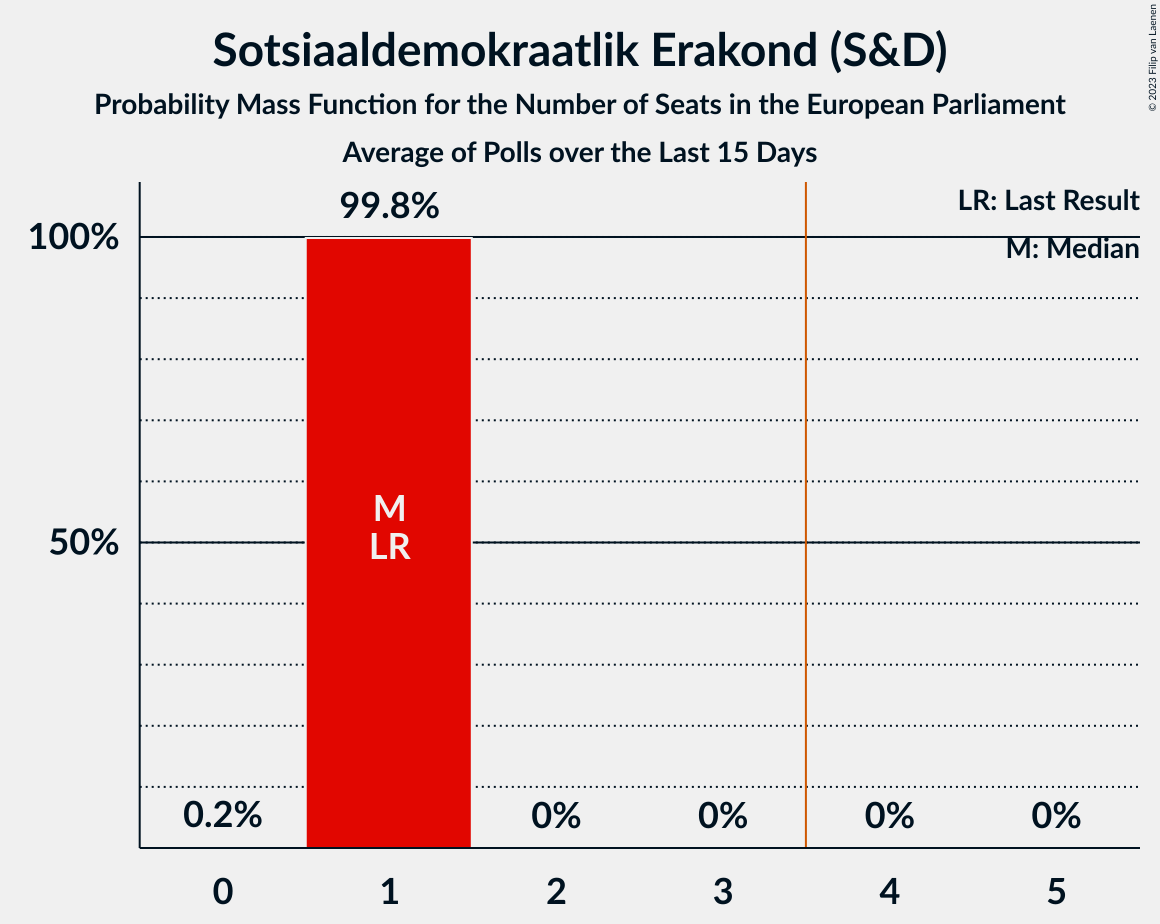 Sotsiaaldemokraatlik Erakond (S&D)
Probability Mass Function for the Number of Seats in the European Parliament
Average of Polls over the Last 15 Days
© 2023 Filip van Laenen
LR: Last Result
M: Median
99.8%
100%
M
LR
50%
0.2%
0%
0%
0%
0%
0
1
2
3
4
5